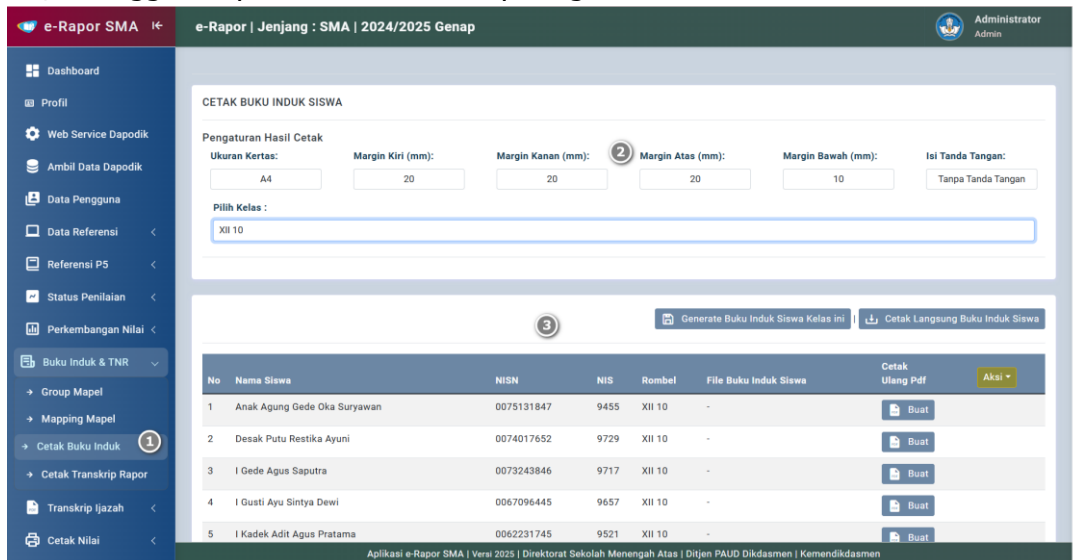 e-Rapor SMA
e-Rapor | Jenjang : SMA | 2024/2025 Genap
Administrator
Admin
Dashboard
Profil
Web Service Dapodik
Ambil Data Dapodik
Data Pengguna
Data Referensi
Referensi P5
Status Penilaian
Perkembangan Nilai
Buku Induk & TNR
Group Mapel
Mapping Mapel
Cetak Buku Induk 1
Cetak Transkrip Rapor
Transkrip Ijazah
Cetak Nilai
CETAK BUKU INDUK SISWA
Pengaturan Hasil Cetak
Ukuran Kertas: Margin Kiri (mm): Margin Kanan (mm): 2 Margin Atas (mm): Margin Bawah (mm): Isi Tanda Tangan:
A4 20 20 20 10 Tanpa Tanda Tangan
Pilih Kelas :
XII 10
3 Generate Buku Induk Siswa Kelas ini | Cetak Langsung Buku Induk Siswa
No Nama Siswa NISN NIS Rombel File Buku Induk Siswa Cetak Ulang Pdf Aksi
1 Anak Agung Gede Oka Suryawan 0075131847 9455 XII 10 - Buat
2 Desak Putu Restika Ayuni 0074017652 9729 XII 10 - Buat
3 I Gede Agus Saputra 0073243846 9717 XII 10 - Buat
4 I Gusti Ayu Sintya Dewi 0067096445 9657 XII 10 - Buat
5 I Kadek Adit Agus Pratama 0062231745 9521 XII 10 - Buat
Aplikasi e-Rapor SMA | Versi 2025 | Direktorat Sekolah Menengah Atas | Ditjen PAUD Dikdasmen | Kemendikdasmen